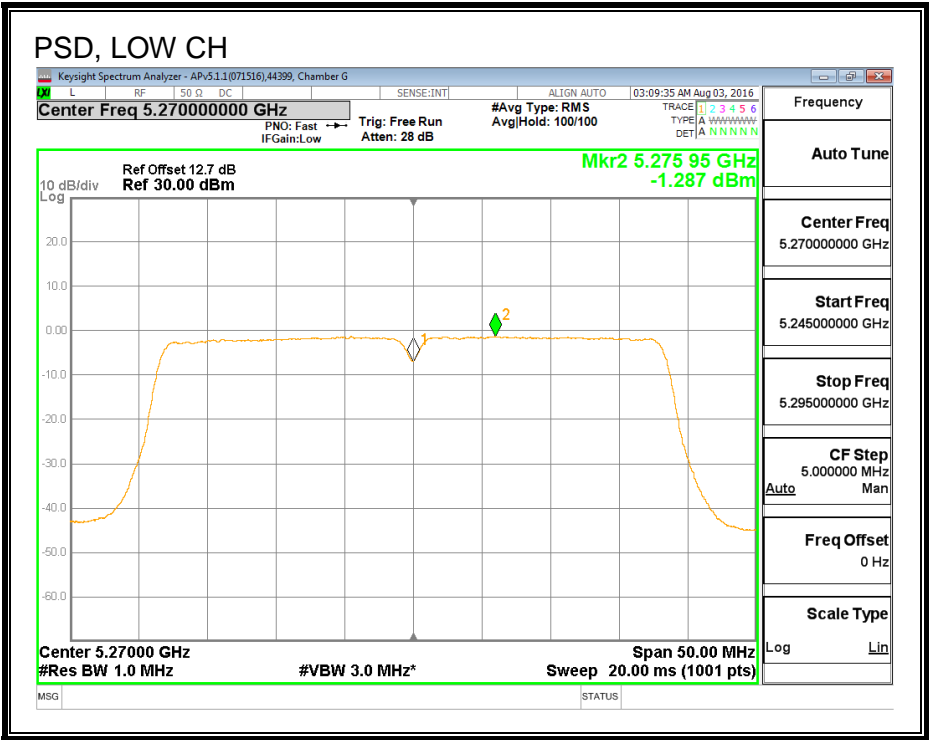 PSD, LOW CH
Keysight Spectrum Analyzer - APv5.1.1(071516),44399, Chamber G
LXI L RF 50 Ω DC SENSE:INT ALIGN AUTO 03:09:35 AM Aug 03, 2016
Center Freq 5.270000000 GHz
PNO: Fast
IFGain:Low
Trig: Free Run
Atten: 28 dB
#Avg Type: RMS
Avg|Hold: 100/100
TRACE 1 2 3 4 5 6
TYPE A WWWWW
DET A N N N N N
Mkr2 5.275 95 GHz
-1.287 dBm
Ref Offset 12.7 dB
10 dB/div Ref 30.00 dBm
Log
20.0
10.0
0.00
-10.0
-20.0
-30.0
-40.0
-50.0
-60.0
1
2
Center 5.27000 GHz Span 50.00 MHz
#Res BW 1.0 MHz #VBW 3.0 MHz* Sweep 20.00 ms (1001 pts)
MSG STATUS
Frequency
Auto Tune
Center Freq
5.270000000 GHz
Start Freq
5.245000000 GHz
Stop Freq
5.295000000 GHz
CF Step
5.000000 MHz
Auto Man
Freq Offset
0 Hz
Scale Type
Log Lin